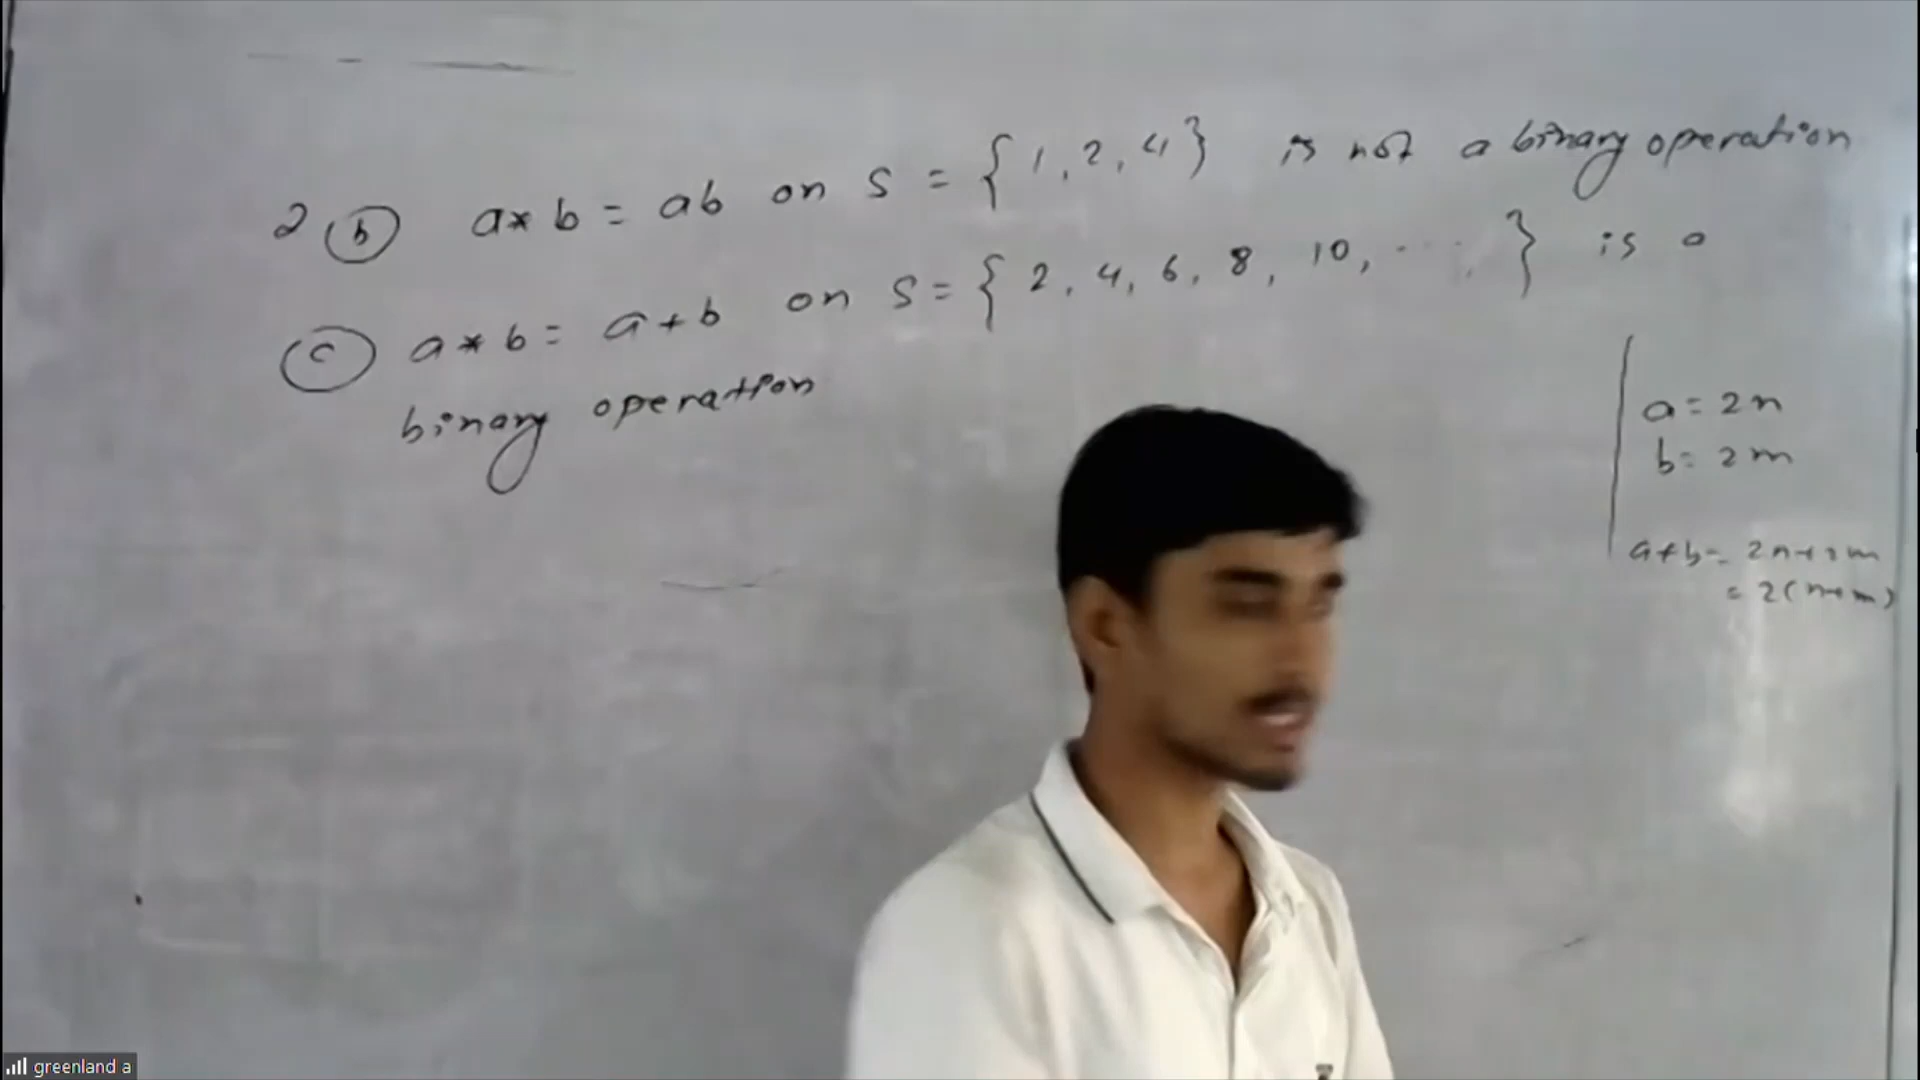 2 (b) a * b = ab on S = { 1, 2, 4 } is not a binary operation
(c) a * b = a + b on S = { 2, 4, 6, 8, 10, ..... } is a
binary operation
a = 2n
b = 2m
a + b = 2n + 2m
= 2(n+m)
greenland a